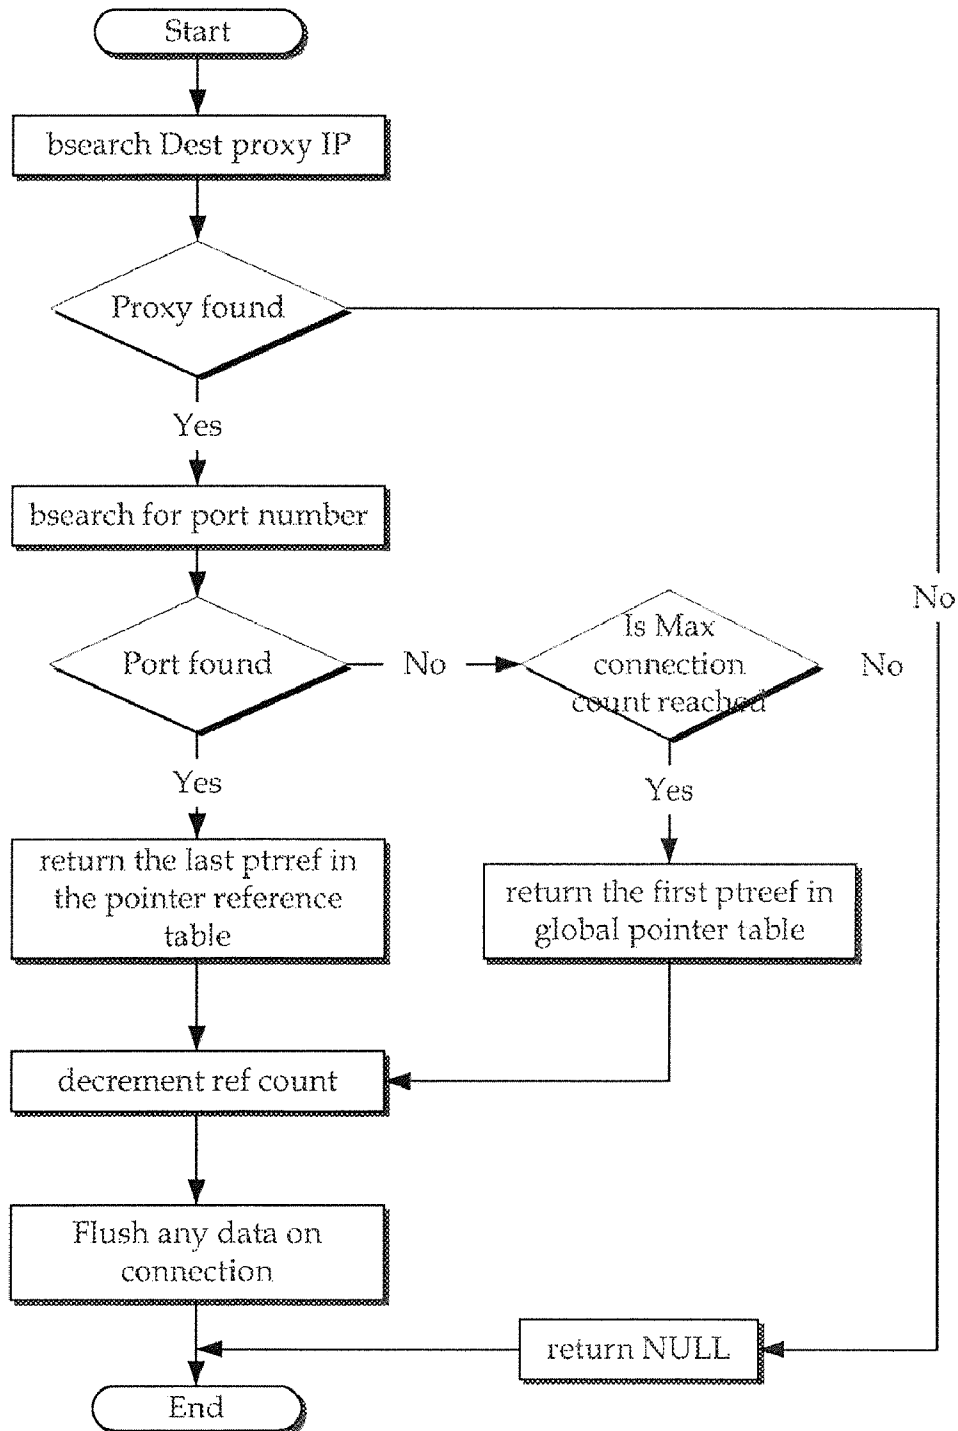 Start
bsearch Dest proxy IP
Proxy found
Yes
bsearch for port number
No
Port found
No
Is Max
connection
count reached
No
Yes
Yes
return the last ptrref in
the pointer reference
table
return the first ptreef in
global pointer table
decrement ref count
Flush any data on
connection
return NULL
End